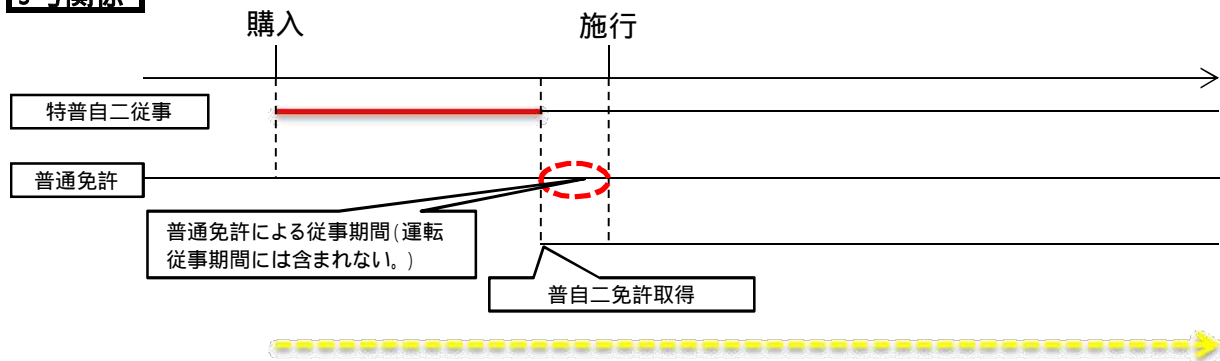 購入
施行
特普自二従事
普通免許
普通免許による従事期間(運転
従事期間には含まれない。)
普自二免許取得